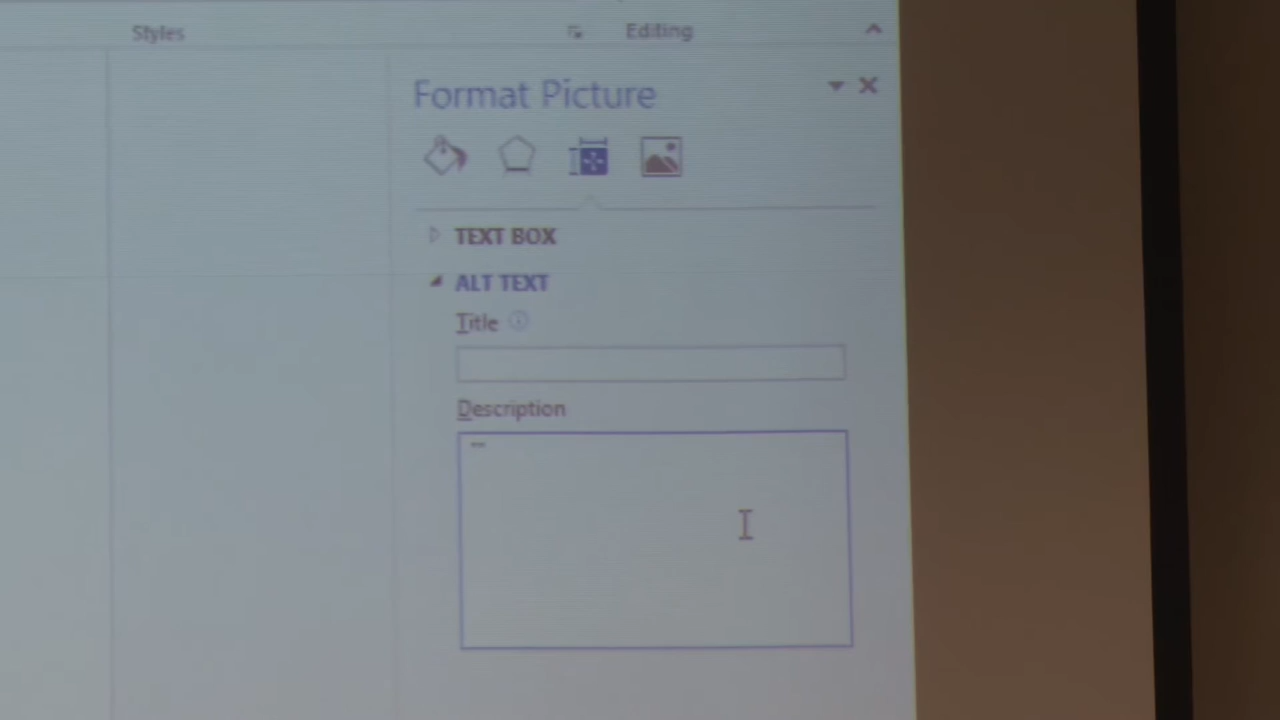 Styles
Editing
Format Picture
TEXT BOX
ALT TEXT
Title
Description